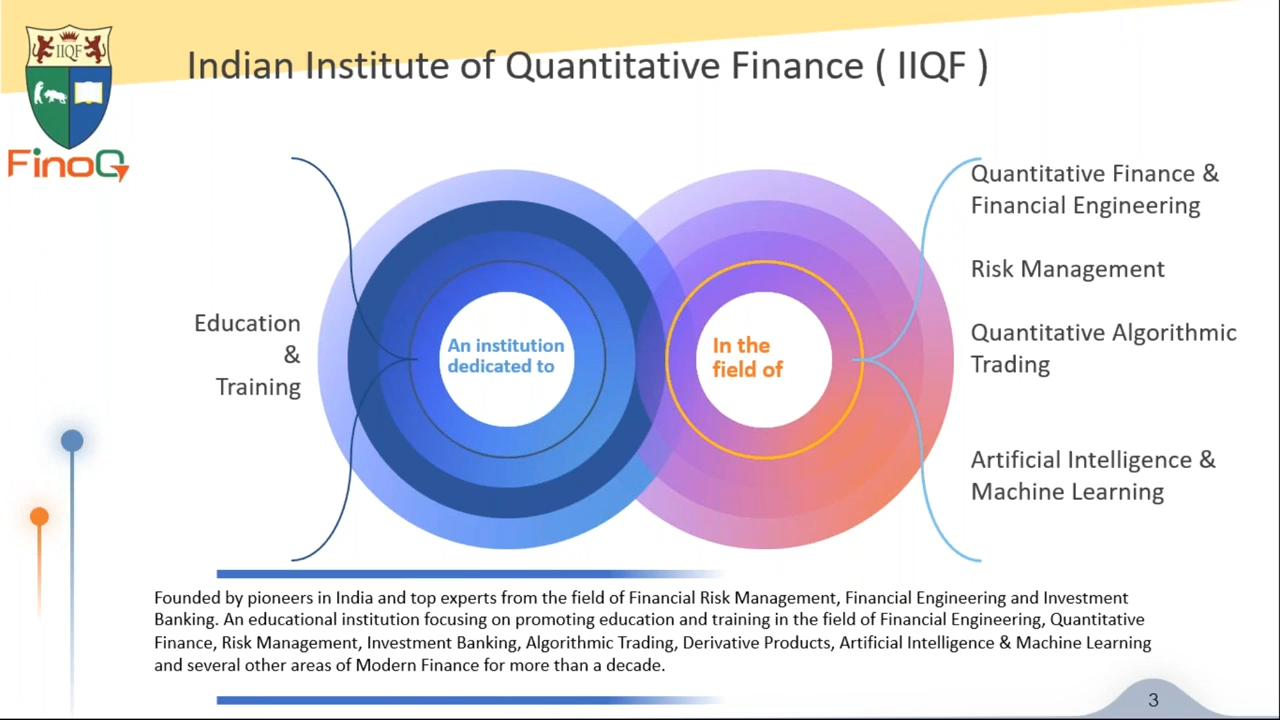 IIQF
FinoQ
Indian Institute of Quantitative Finance ( IIQF )
Education
&
Training
An institution
dedicated to
In the
field of
Quantitative Finance &
Financial Engineering
Risk Management
Quantitative Algorithmic
Trading
Artificial Intelligence &
Machine Learning
Founded by pioneers in India and top experts from the field of Financial Risk Management, Financial Engineering and Investment
Banking. An educational institution focusing on promoting education and training in the field of Financial Engineering, Quantitative
Finance, Risk Management, Investment Banking, Algorithmic Trading, Derivative Products, Artificial Intelligence & Machine Learning
and several other areas of Modern Finance for more than a decade.
3